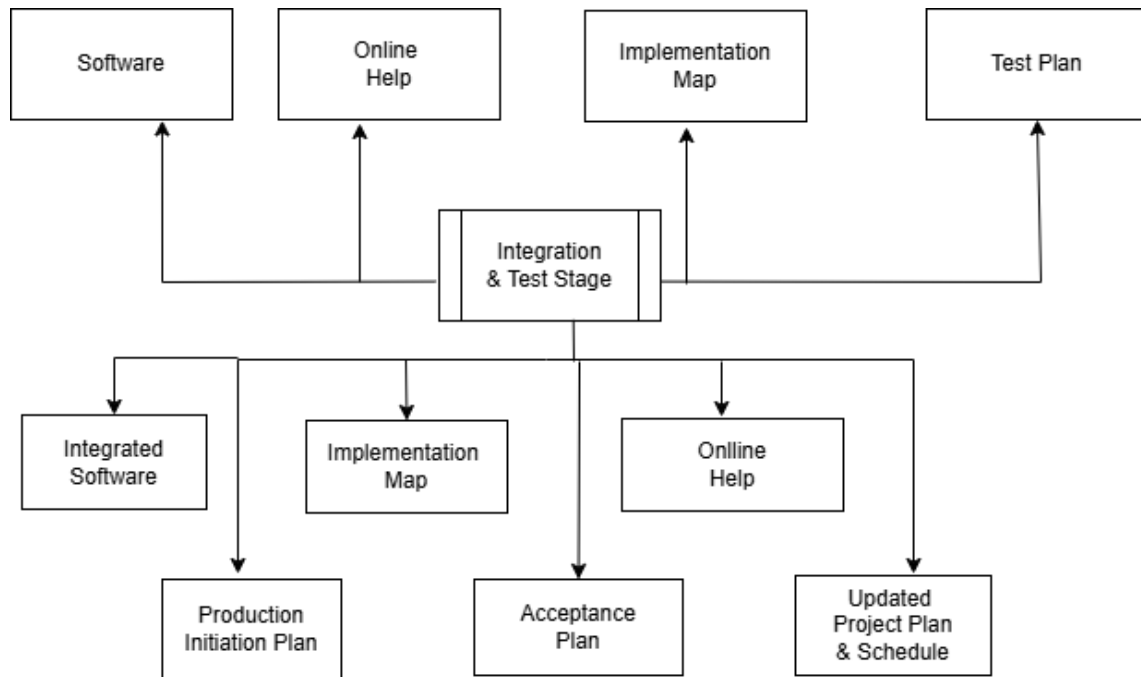 Software
Online
Help
Implementation
Map
Test Plan
Integration
& Test Stage
Integrated
Software
Implementation
Map
Onlline
Help
Production
Initiation Plan
Acceptance
Plan
Updated
Project Plan
& Schedule